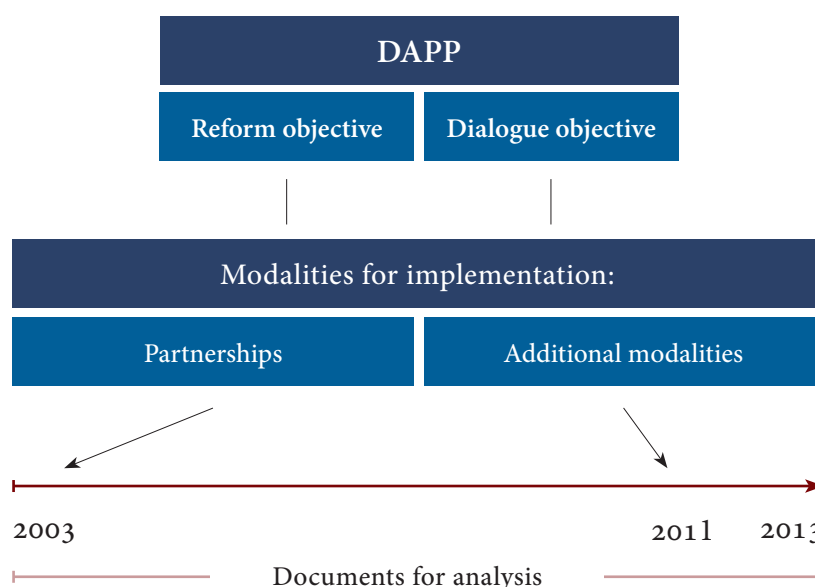 DAPP
Reform objective
Dialogue objective
Modalities for implementation:
Partnerships
Additional modalities
2003
2011
2013
Documents for analysis